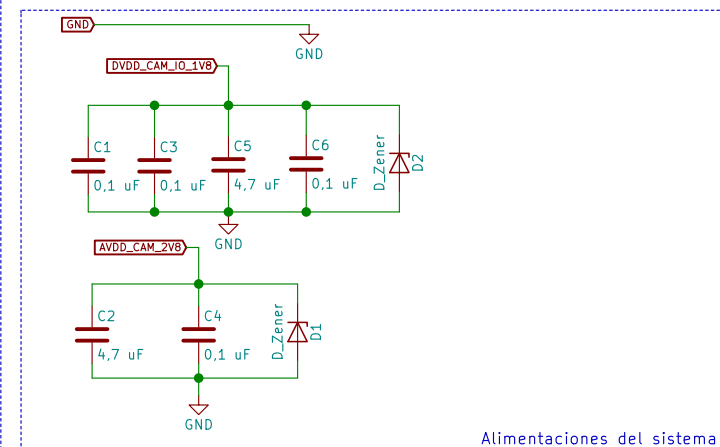 GND
GND
DVDD_CAM_IO_1V8
C1
C3
C5
C6
0,1 uF
0,1 uF
4,7 uF
0,1 uF
D_Zener
D2
GND
AVDD_CAM_2V8
C2
C4
4,7 uF
0,1 uF
D_Zener
D1
GND
Alimentaciones del sistema